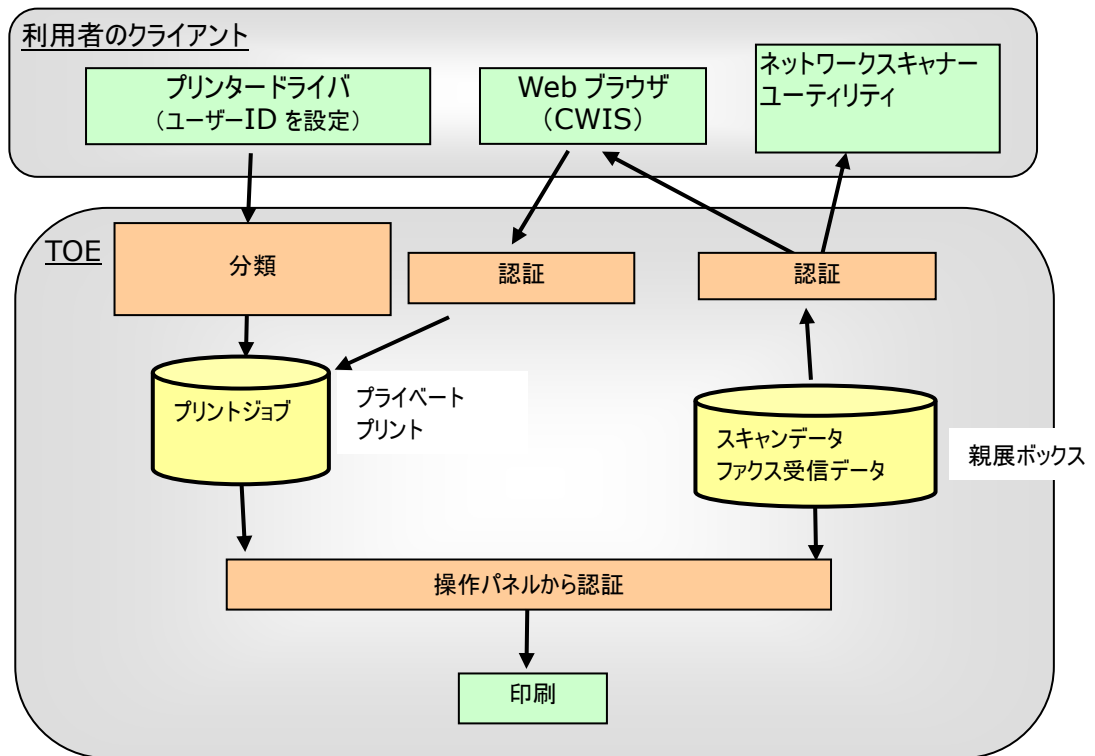 利用者のクライアント
プリンタードライバ
（ユーザーID を設定）
Web ブラウザ
（CWIS）
ネットワークスキャナー
ユーティリティ
TOE
分類
認証
認証
プリントジョブ
プライベート
プリント
スキャンデータ
ファクス受信データ
親展ボックス
操作パネルから認証
印刷